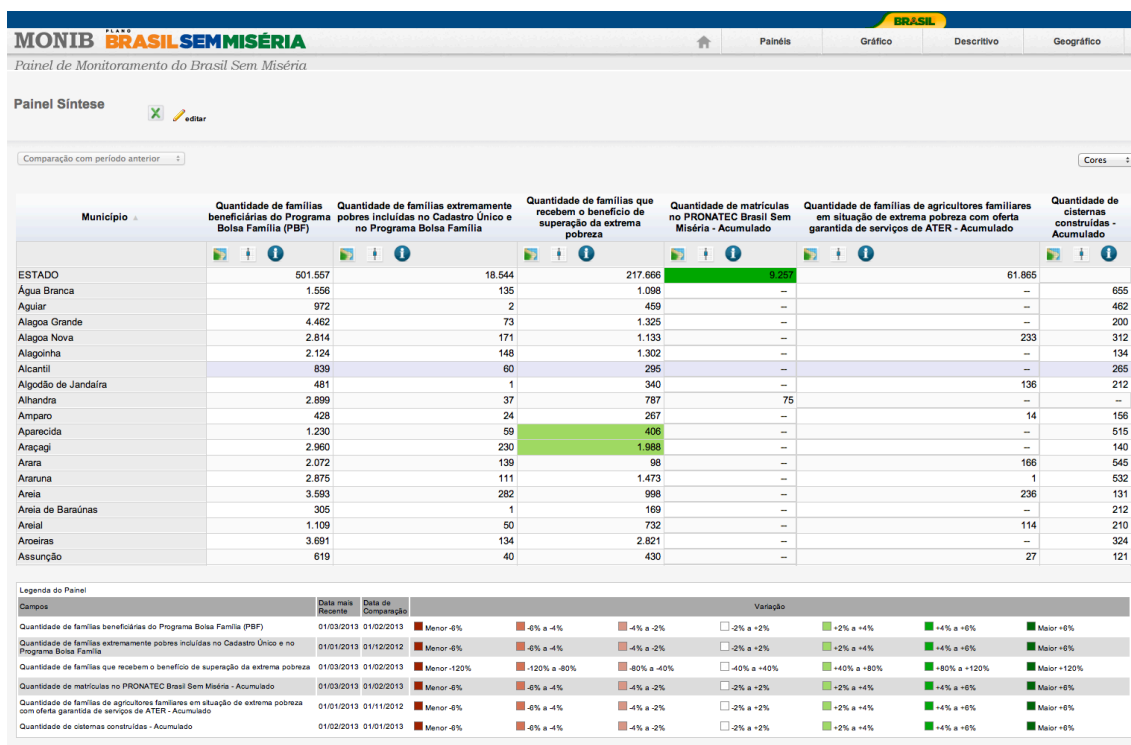 BRASIL
MONIB PLANO BRASIL SEM MISÉRIA
Painéis Gráfico Descritivo Geográfico
Painel de Monitoramento do Brasil Sem Miséria
Painel Síntese
editar
Comparação com período anterior
Cores
Município
Quantidade de famílias beneficiárias do Programa Bolsa Família (PBF)
Quantidade de famílias extremamente pobres incluídas no Cadastro Único e no Programa Bolsa Família
Quantidade de famílias que recebem o benefício de superação da extrema pobreza
Quantidade de matrículas no PRONATEC Brasil Sem Miséria - Acumulado
Quantidade de famílias de agricultores familiares em situação de extrema pobreza com oferta garantida de serviços de ATER - Acumulado
Quantidade de cisternas construídas - Acumulado
ESTADO 501.557 18.544 217.666 9.257 61.865
Água Branca 1.556 135 1.098 -- -- 655
Aguiar 972 2 459 -- -- 462
Alagoa Grande 4.462 73 1.325 -- -- 200
Alagoa Nova 2.814 171 1.133 -- 233 312
Alagoinha 2.124 148 1.302 -- -- 134
Alcantil 839 60 295 -- -- 265
Algodão de Jandaíra 481 1 340 -- 136 212
Alhandra 2.899 37 787 75 -- --
Amparo 428 24 267 -- 14 156
Aparecida 1.230 59 406 -- -- 515
Araçagi 2.960 230 1.988 -- -- 140
Arara 2.072 139 98 -- 166 545
Araruna 2.875 111 1.473 -- 1 532
Areia 3.593 282 998 -- 236 131
Areia de Baraúnas 305 1 169 -- -- 212
Areial 1.109 50 732 -- 114 210
Aroeiras 3.691 134 2.821 -- -- 324
Assunção 619 40 430 -- 27 121
Legenda do Painel
Campos Data mais Recente Data de Comparação Variação
Quantidade de famílias beneficiárias do Programa Bolsa Família (PBF) 01/03/2013 01/02/2013 Menor -6% -6% a -4% -4% a -2% -2% a +2% +2% a +4% +4% a +6% Maior +6%
Quantidade de famílias extremamente pobres incluídas no Cadastro Único e no Programa Bolsa Família 01/01/2013 01/12/2012 Menor -6% -6% a -4% -4% a -2% -2% a +2% +2% a +4% +4% a +6% Maior +6%
Quantidade de famílias que recebem o benefício de superação da extrema pobreza 01/03/2013 01/02/2013 Menor -120% -120% a -80% -80% a -40% -40% a +40% +40% a +80% +80% a +120% Maior +120%
Quantidade de matrículas no PRONATEC Brasil Sem Miséria - Acumulado 01/03/2013 01/02/2013 Menor -6% -6% a -4% -4% a -2% -2% a +2% +2% a +4% +4% a +6% Maior +6%
Quantidade de famílias de agricultores familiares em situação de extrema pobreza com oferta garantida de serviços de ATER - Acumulado 01/01/2013 01/11/2012 Menor -6% -6% a -4% -4% a -2% -2% a +2% +2% a +4% +4% a +6% Maior +6%
Quantidade de cisternas construídas - Acumulado 01/02/2013 01/01/2013 Menor -6% -6% a -4% -4% a -2% -2% a +2% +2% a +4% +4% a +6% Maior +6%